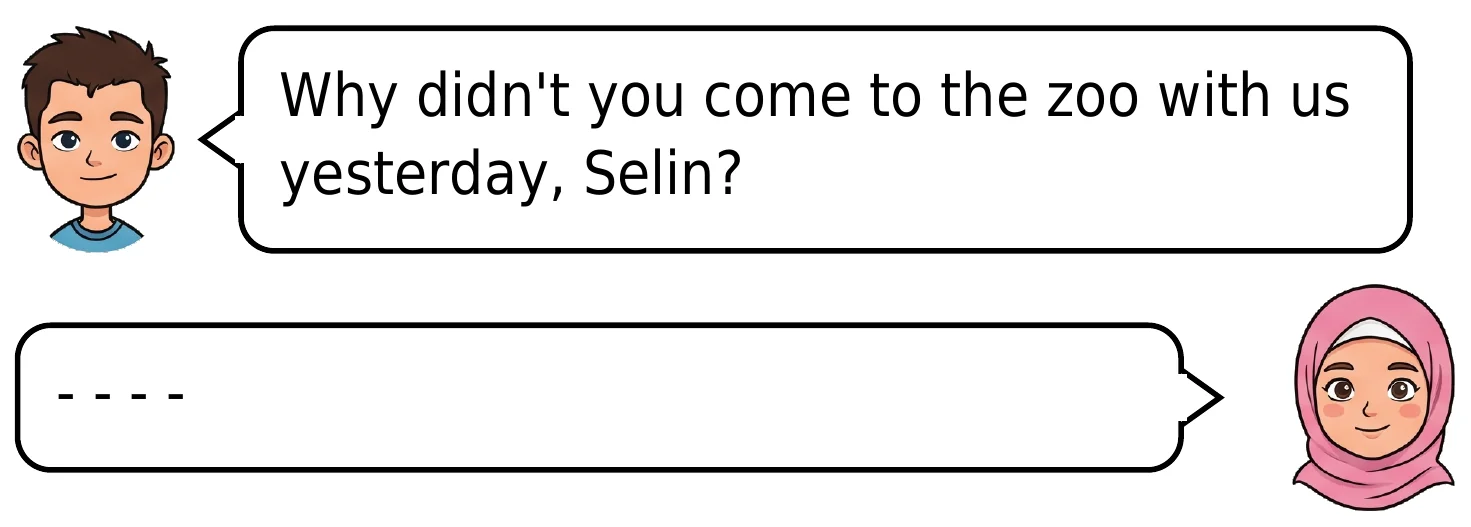 Why didn't you come to the zoo with us
yesterday, Selin?
- - - -